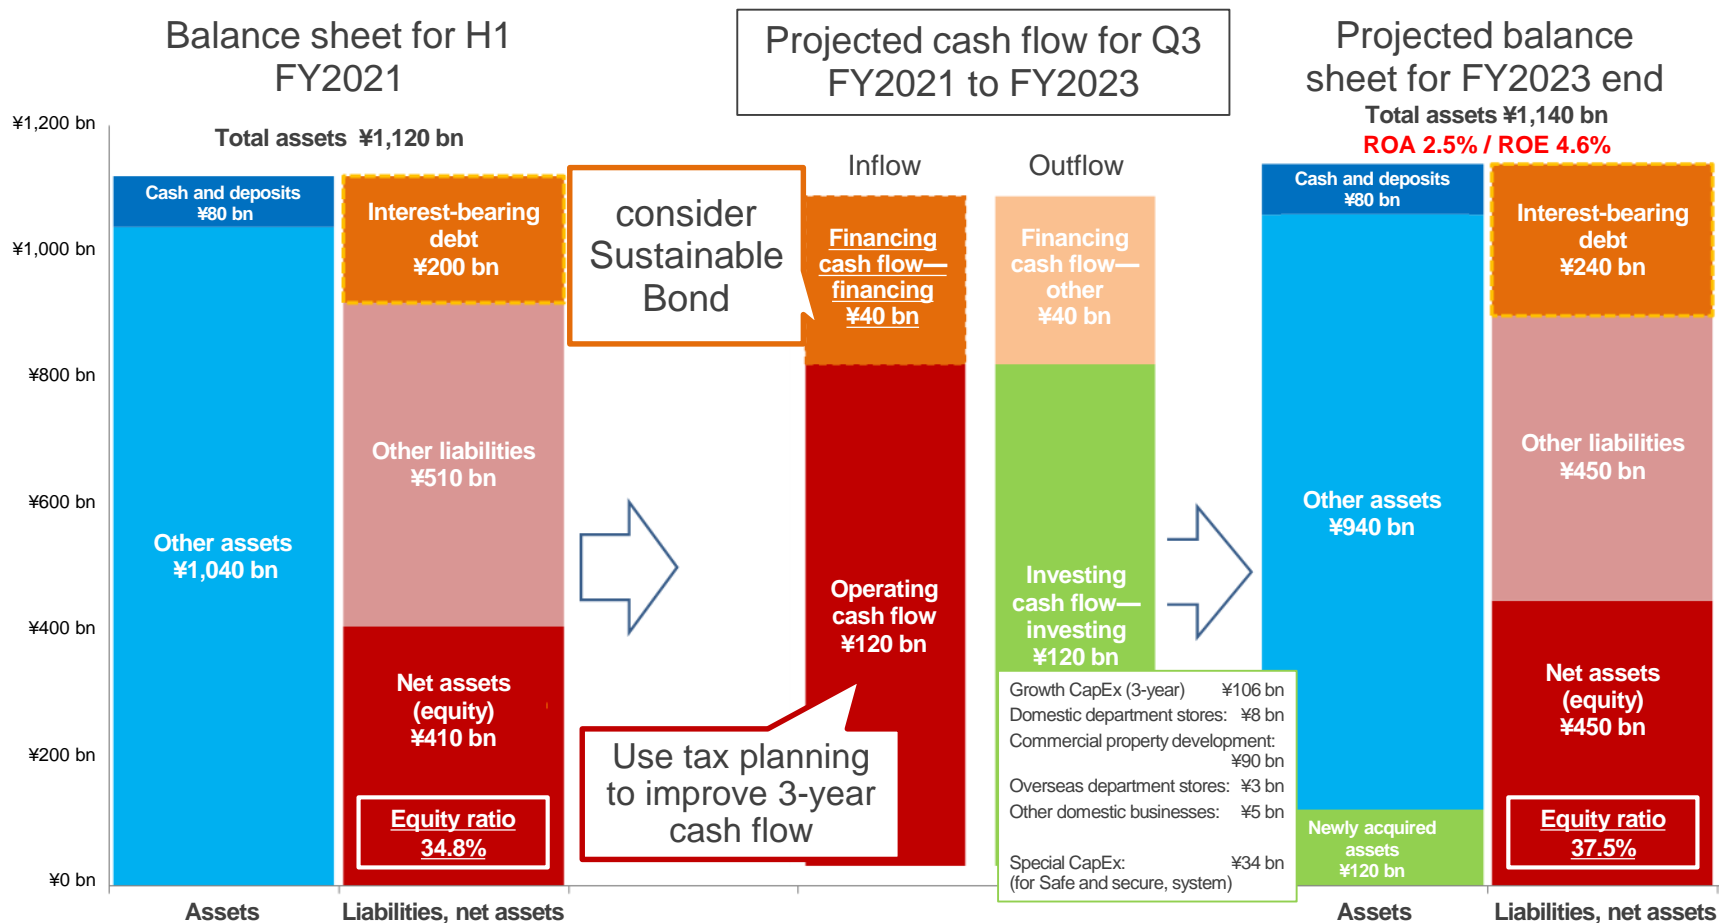 Balance sheet for H1
FY2021
Total assets  ¥1,120 bn
¥1,200 bn
¥1,000 bn
¥800 bn
¥600 bn
¥400 bn
¥200 bn
¥0 bn
Cash and deposits
¥80 bn
Other assets
¥1,040 bn
Interest-bearing
debt
¥200 bn
Other liabilities
¥510 bn
Net assets
(equity)
¥410 bn
Equity ratio
34.8%
Assets
Liabilities, net assets
Projected cash flow for Q3
FY2021 to FY2023
Inflow
Outflow
consider
Sustainable
Bond
Financing
cash flow—
financing
¥40 bn
Operating
cash flow
¥120 bn
Use tax planning
to improve 3-year
cash flow
Financing
cash flow—
other
¥40 bn
Investing
cash flow—
investing
¥120 bn
Growth CapEx (3-year) ¥106 bn
Domestic department stores: ¥8 bn
Commercial property development:
¥90 bn
Overseas department stores: ¥3 bn
Other domestic businesses: ¥5 bn
Special CapEx: ¥34 bn
(for Safe and secure, system)
Projected balance
sheet for FY2023 end
Total assets ¥1,140 bn
ROA 2.5% / ROE 4.6%
Cash and deposits
¥80 bn
Other assets
¥940 bn
Newly acquired
assets
¥120 bn
Interest-bearing
debt
¥240 bn
Other liabilities
¥450 bn
Net assets
(equity)
¥450 bn
Equity ratio
37.5%
Assets
Liabilities, net assets